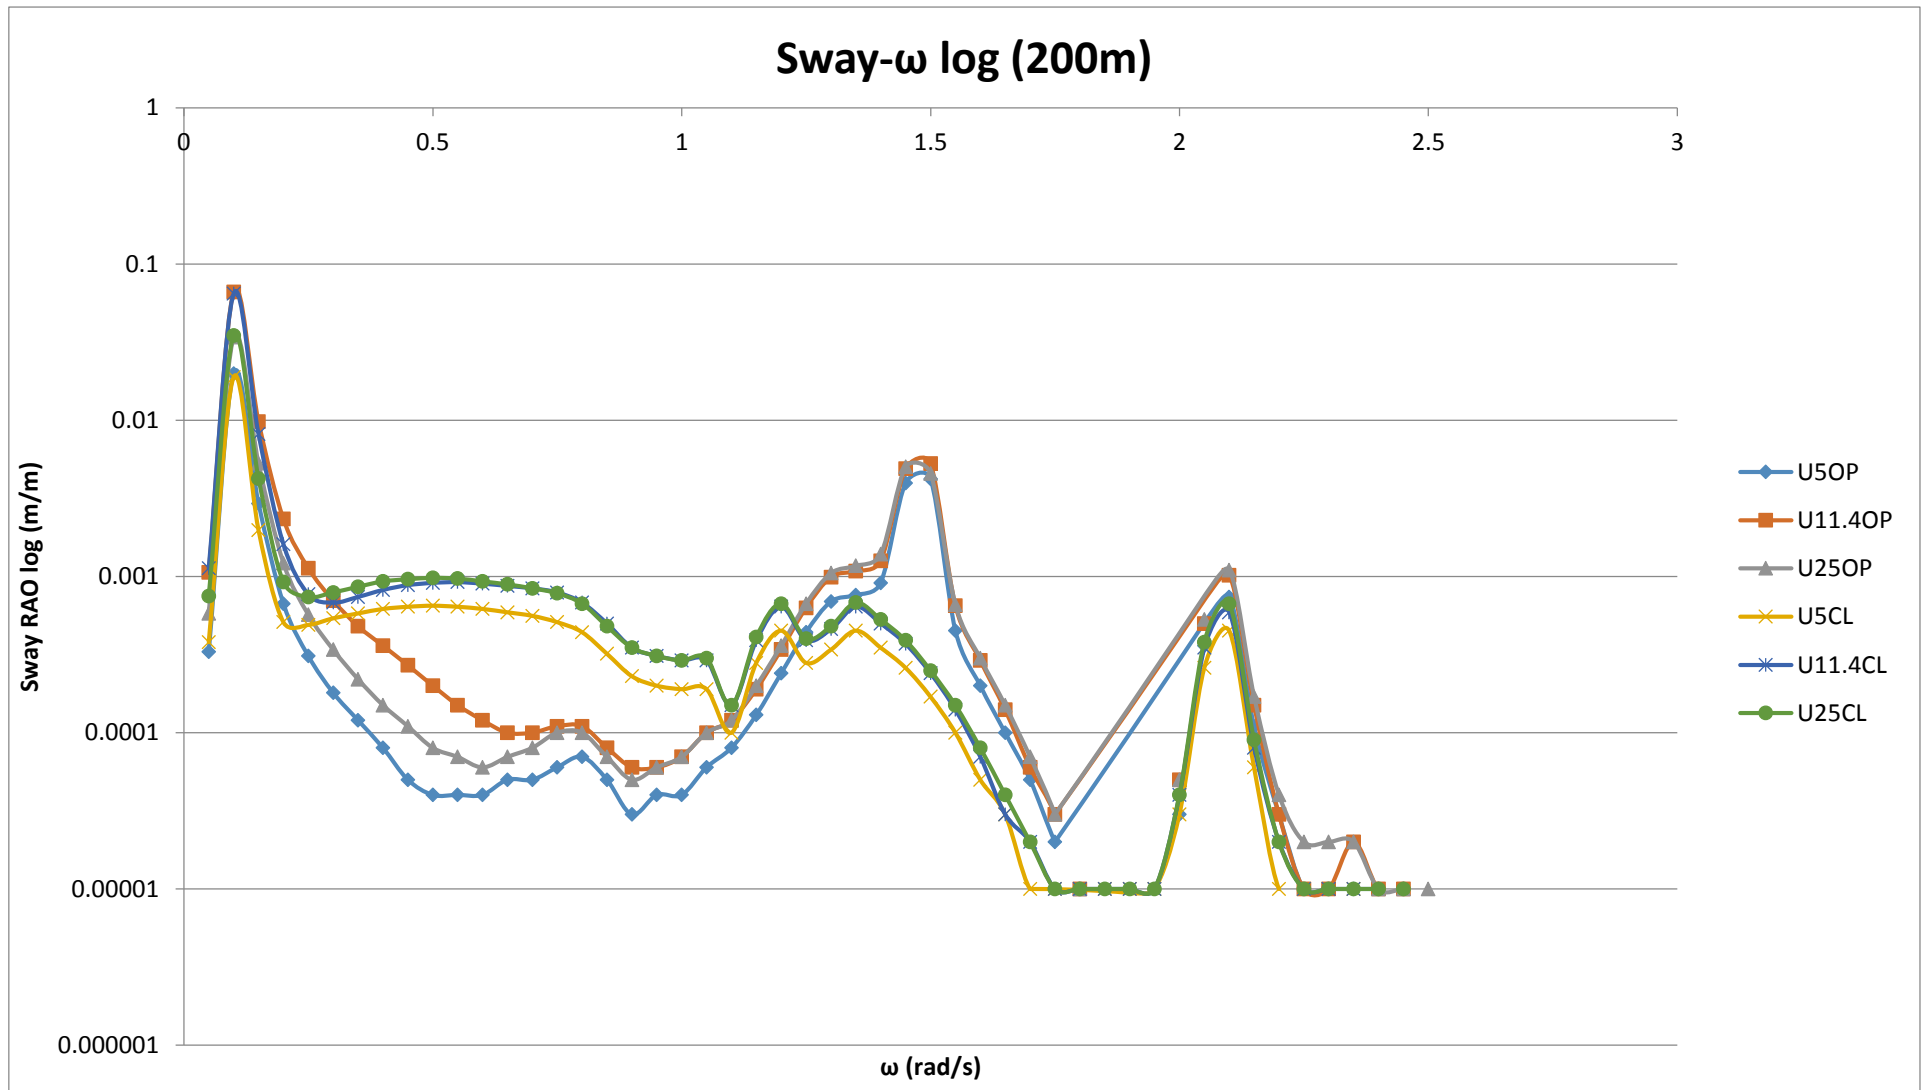 Sway-ω log (200m)
1
0 0.5 1 1.5 2 2.5 3
0.1
0.01
0.001
0.0001
0.00001
0.000001
Sway RAO log (m/m)
ω (rad/s)
U5OP
U11.4OP
U25OP
U5CL
U11.4CL
U25CL